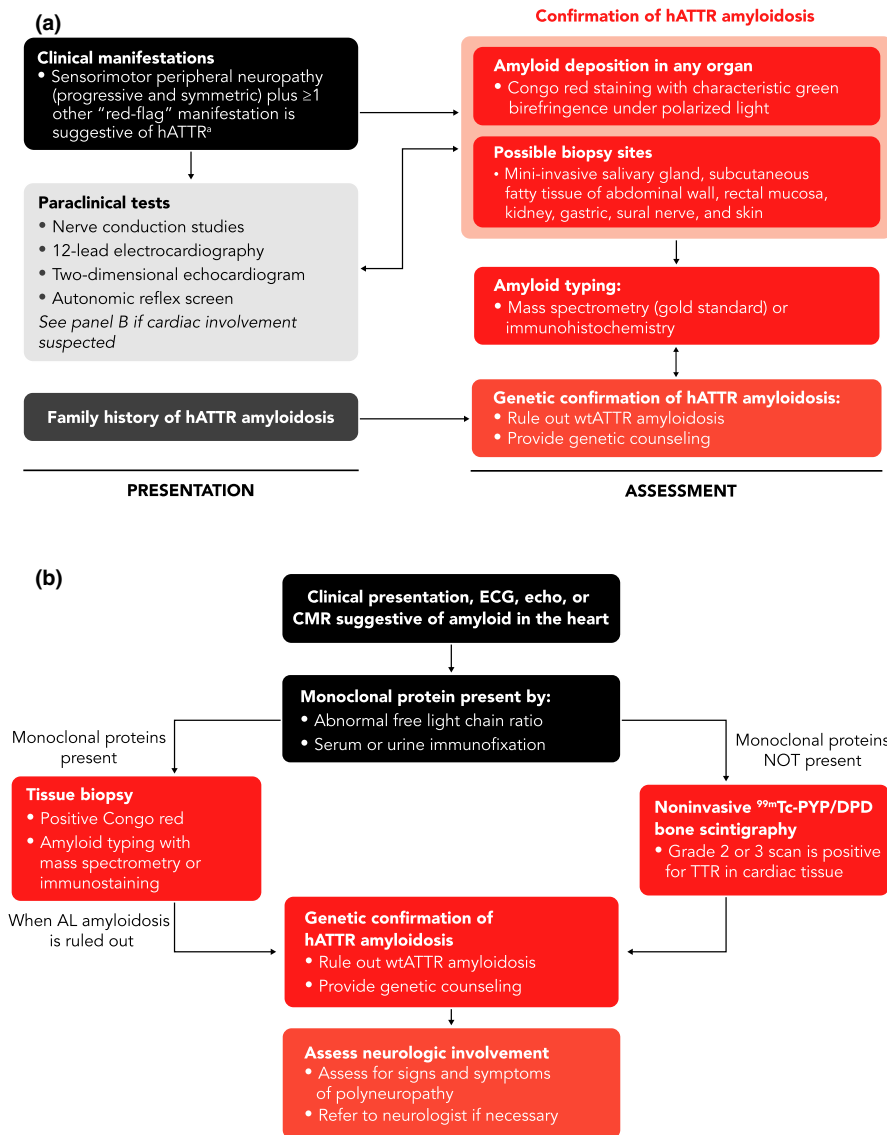 (a)
Clinical manifestations
• Sensorimotor peripheral neuropathy
(progressive and symmetric) plus ≥1
other “red-flag” manifestation is
suggestive of hATTRᵃ
Paraclinical tests
• Nerve conduction studies
• 12-lead electrocardiography
• Two-dimensional echocardiogram
• Autonomic reflex screen
See panel B if cardiac involvement
suspected
Family history of hATTR amyloidosis
PRESENTATION
Confirmation of hATTR amyloidosis
Amyloid deposition in any organ
• Congo red staining with characteristic green
birefringence under polarized light
Possible biopsy sites
• Mini-invasive salivary gland, subcutaneous
fatty tissue of abdominal wall, rectal mucosa,
kidney, gastric, sural nerve, and skin
Amyloid typing:
• Mass spectrometry (gold standard) or
immunohistochemistry
Genetic confirmation of hATTR amyloidosis:
• Rule out wtATTR amyloidosis
• Provide genetic counseling
ASSESSMENT
(b)
Clinical presentation, ECG, echo, or
CMR suggestive of amyloid in the heart
Monoclonal protein present by:
• Abnormal free light chain ratio
• Serum or urine immunofixation
Monoclonal proteins
present
Tissue biopsy
• Positive Congo red
• Amyloid typing with
mass spectrometry or
immunostaining
When AL amyloidosis
is ruled out
Monoclonal proteins
NOT present
Noninvasive ⁹⁹ᵐTc-PYP/DPD
bone scintigraphy
• Grade 2 or 3 scan is positive
for TTR in cardiac tissue
Genetic confirmation of
hATTR amyloidosis
• Rule out wtATTR amyloidosis
• Provide genetic counseling
Assess neurologic involvement
• Assess for signs and symptoms
of polyneuropathy
• Refer to neurologist if necessary